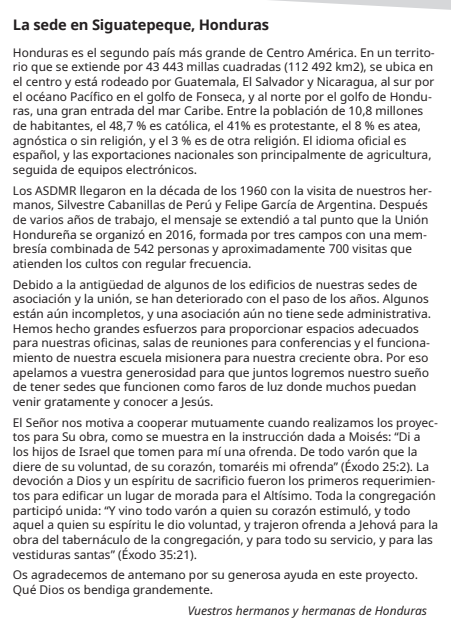 La sede en Siguatepeque, Honduras
Honduras es el segundo país más grande de Centro América. En un territo-
rio que se extiende por 43 443 millas cuadradas (112 492 km2), se ubica en
el centro y está rodeado por Guatemala, El Salvador y Nicaragua, al sur por
el océano Pacífico en el golfo de Fonseca, y al norte por el golfo de Hondu-
ras, una gran entrada del mar Caribe. Entre la población de 10,8 millones
de habitantes, el 48,7 % es católica, el 41% es protestante, el 8 % es atea,
agnóstica o sin religión, y el 3 % es de otra religión. El idioma oficial es
español, y las exportaciones nacionales son principalmente de agricultura,
seguida de equipos electrónicos.
Los ASDMR llegaron en la década de los 1960 con la visita de nuestros her-
manos, Silvestre Cabanillas de Perú y Felipe García de Argentina. Después
de varios años de trabajo, el mensaje se extendió a tal punto que la Unión
Hondureña se organizó en 2016, formada por tres campos con una mem-
bresía combinada de 542 personas y aproximadamente 700 visitas que
atienden los cultos con regular frecuencia.
Debido a la antigüedad de algunos de los edificios de nuestras sedes de
asociación y la unión, se han deteriorado con el paso de los años. Algunos
están aún incompletos, y una asociación aún no tiene sede administrativa.
Hemos hecho grandes esfuerzos para proporcionar espacios adecuados
para nuestras oficinas, salas de reuniones para conferencias y el funciona-
miento de nuestra escuela misionera para nuestra creciente obra. Por eso
apelamos a vuestra generosidad para que juntos logremos nuestro sueño
de tener sedes que funcionen como faros de luz donde muchos puedan
venir gratamente y conocer a Jesús.
El Señor nos motiva a cooperar mutuamente cuando realizamos los proyec-
tos para Su obra, como se muestra en la instrucción dada a Moisés: “Di a
los hijos de Israel que tomen para mí una ofrenda. De todo varón que la
diere de su voluntad, de su corazón, tomaréis mi ofrenda” (Éxodo 25:2). La
devoción a Dios y un espíritu de sacrificio fueron los primeros requerimien-
tos para edificar un lugar de morada para el Altísimo. Toda la congregación
participó unida: “Y vino todo varón a quien su corazón estimuló, y todo
aquel a quien su espíritu le dio voluntad, y trajeron ofrenda a Jehová para la
obra del tabernáculo de la congregación, y para todo su servicio, y para las
vestiduras santas” (Éxodo 35:21).
Os agradecemos de antemano por su generosa ayuda en este proyecto.
Qué Dios os bendiga grandemente.
Vuestros hermanos y hermanas de Honduras